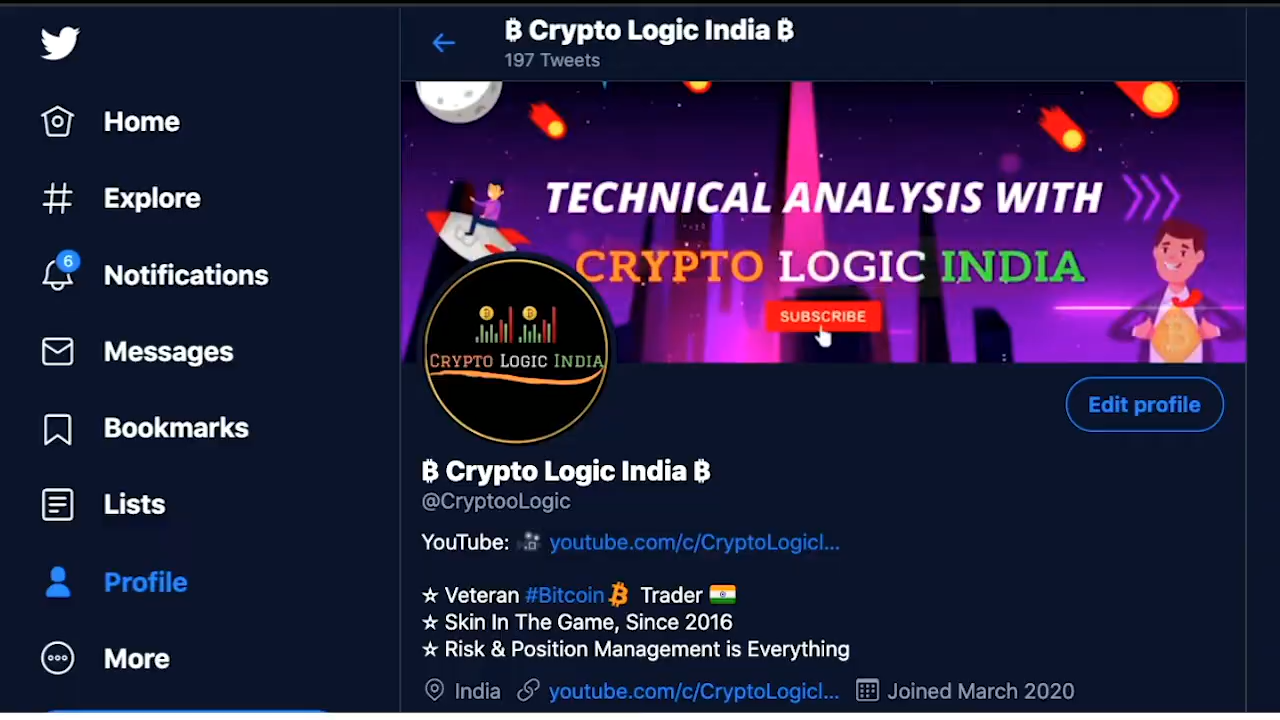 Home
Explore
6
Notifications
Messages
Bookmarks
Lists
Profile
More
₿ Crypto Logic India ₿
197 Tweets
TECHNICAL ANALYSIS WITH
CRYPTO LOGIC INDIA
SUBSCRIBE
CRYPTO LOGIC INDIA
Edit profile
₿ Crypto Logic India ₿
@CryptooLogic
YouTube: 🎥 youtube.com/c/CryptoLogicI...
☆ Veteran #Bitcoin Trader 🇮🇳
☆ Skin In The Game, Since 2016
☆ Risk & Position Management is Everything
India youtube.com/c/CryptoLogicI... Joined March 2020